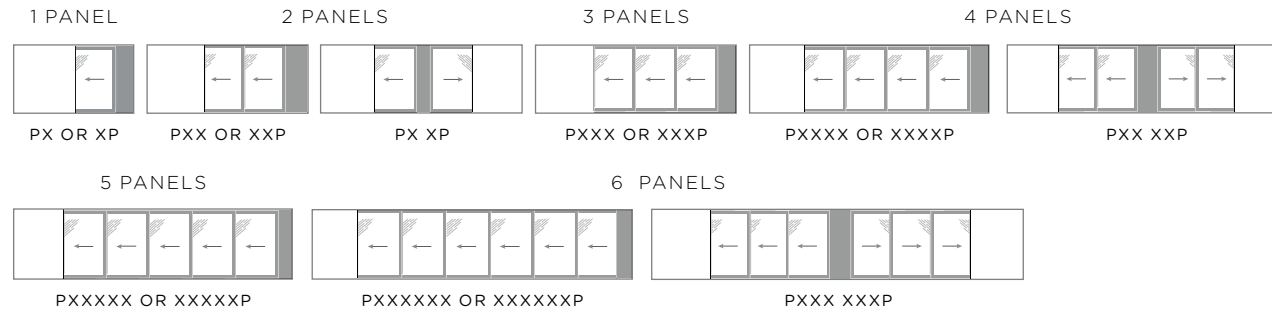 1 PANEL
2 PANELS
3 PANELS
4 PANELS
PX OR XP
PXX OR XXP
PX XP
PXXX OR XXXP
PXXXX OR XXXXP
PXX XXP
5 PANELS
6 PANELS
PXXXXX OR XXXXXP
PXXXXXX OR XXXXXXP
PXXX XXXP